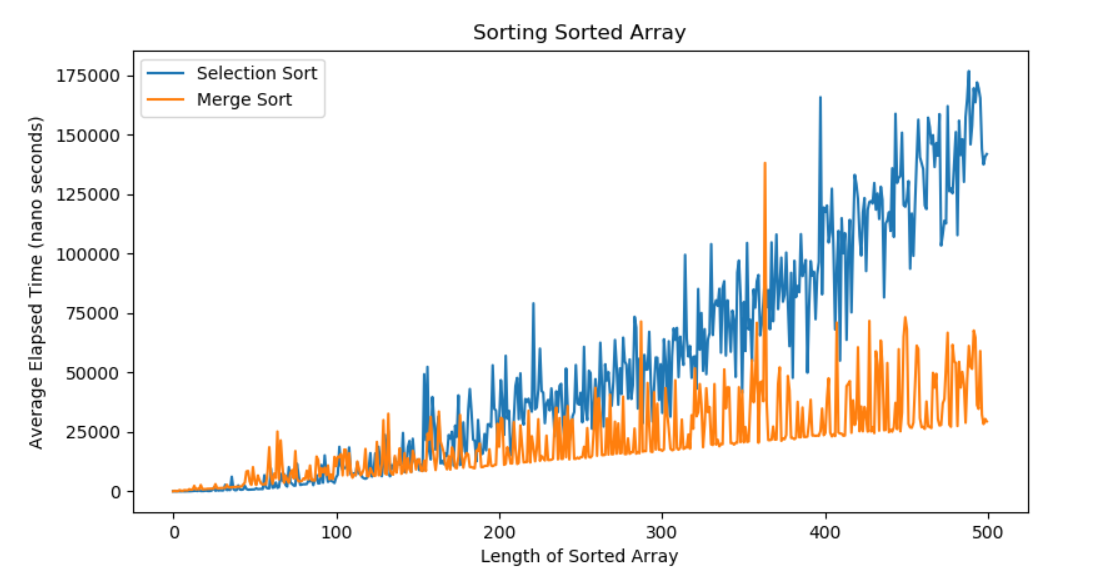 Sorting Sorted Array
Selection Sort
Merge Sort
Average Elapsed Time (nano seconds)
175000
150000
125000
100000
75000
50000
25000
0
0 100 200 300 400 500
Length of Sorted Array